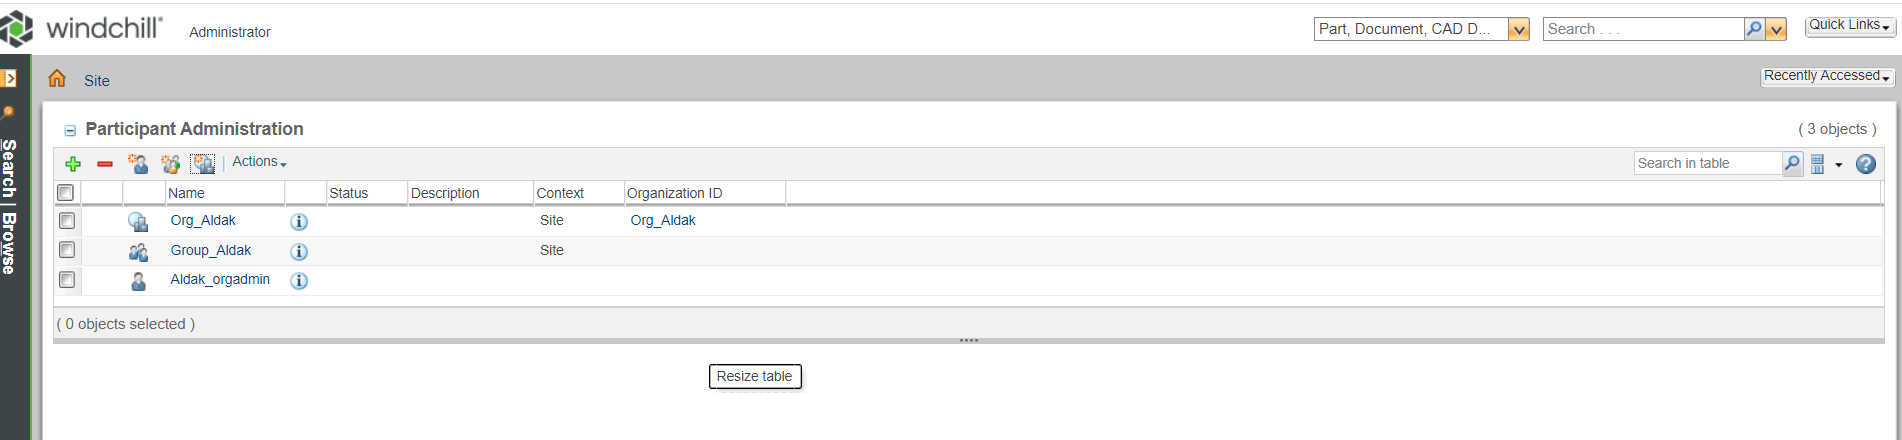 windchill® Administrator Part, Document, CAD D... Search . . . Quick Links
Site Recently Accessed
Search | Browse
Participant Administration ( 3 objects )
Actions Search in table
Name Status Description Context Organization ID
Org_Aldak Site Org_Aldak
Group_Aldak Site
Aldak_orgadmin
( 0 objects selected )
Resize table